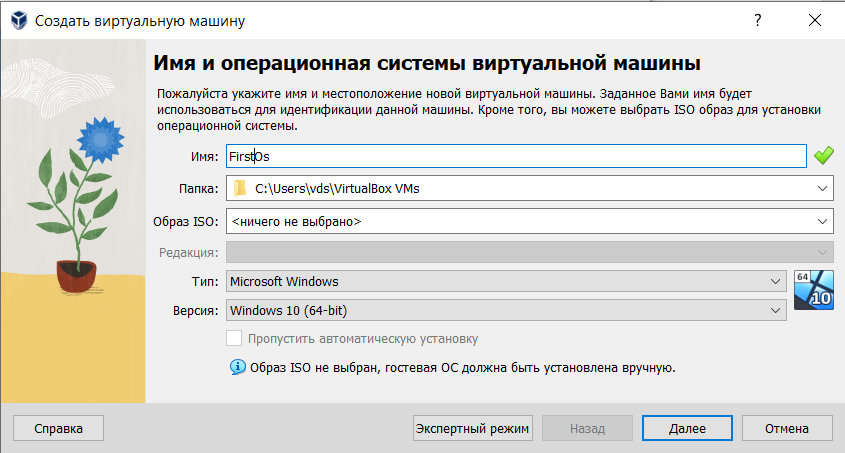 Создать виртуальную машину
?
Имя и операционная системы виртуальной машины
Пожалуйста укажите имя и местоположение новой виртуальной машины. Заданное Вами имя будет
использоваться для идентификации данной машины. Кроме того, вы можете выбрать ISO образ для установки
операционной системы.
Имя: FirstOs
Папка: C:\Users\vds\VirtualBox VMs
Образ ISO: <ничего не выбрано>
Редакция:
Тип: Microsoft Windows
64
10
Версия: Windows 10 (64-bit)
Пропустить автоматическую установку
Образ ISO не выбран, гостевая ОС должна быть установлена вручную.
Справка Экспертный режим Назад Далее Отмена